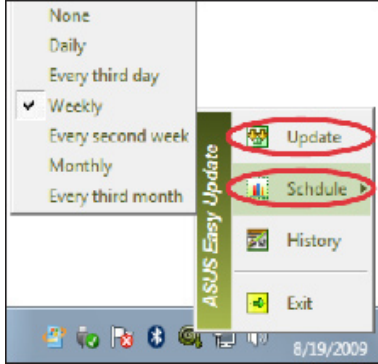 None
Daily
Every third day
Weekly
Every second week
Monthly
Every third month
ASUS Easy Update
Update
Schdule
History
Exit
8/19/2009